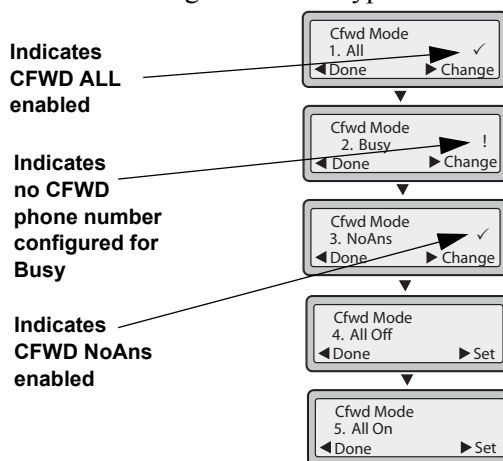 Cfwd Mode
1. All ✓
◀Done ▶Change
▼
Indicates
CFWD ALL
enabled
Cfwd Mode
2. Busy !
◀Done ▶Change
▼
Indicates
no CFWD
phone number
configured for
Busy
Cfwd Mode
3. NoAns ✓
◀Done ▶Change
▼
Indicates
CFWD NoAns
enabled
Cfwd Mode
4. All Off
◀Done ▶Set
▼
Cfwd Mode
5. All On
◀Done ▶Set